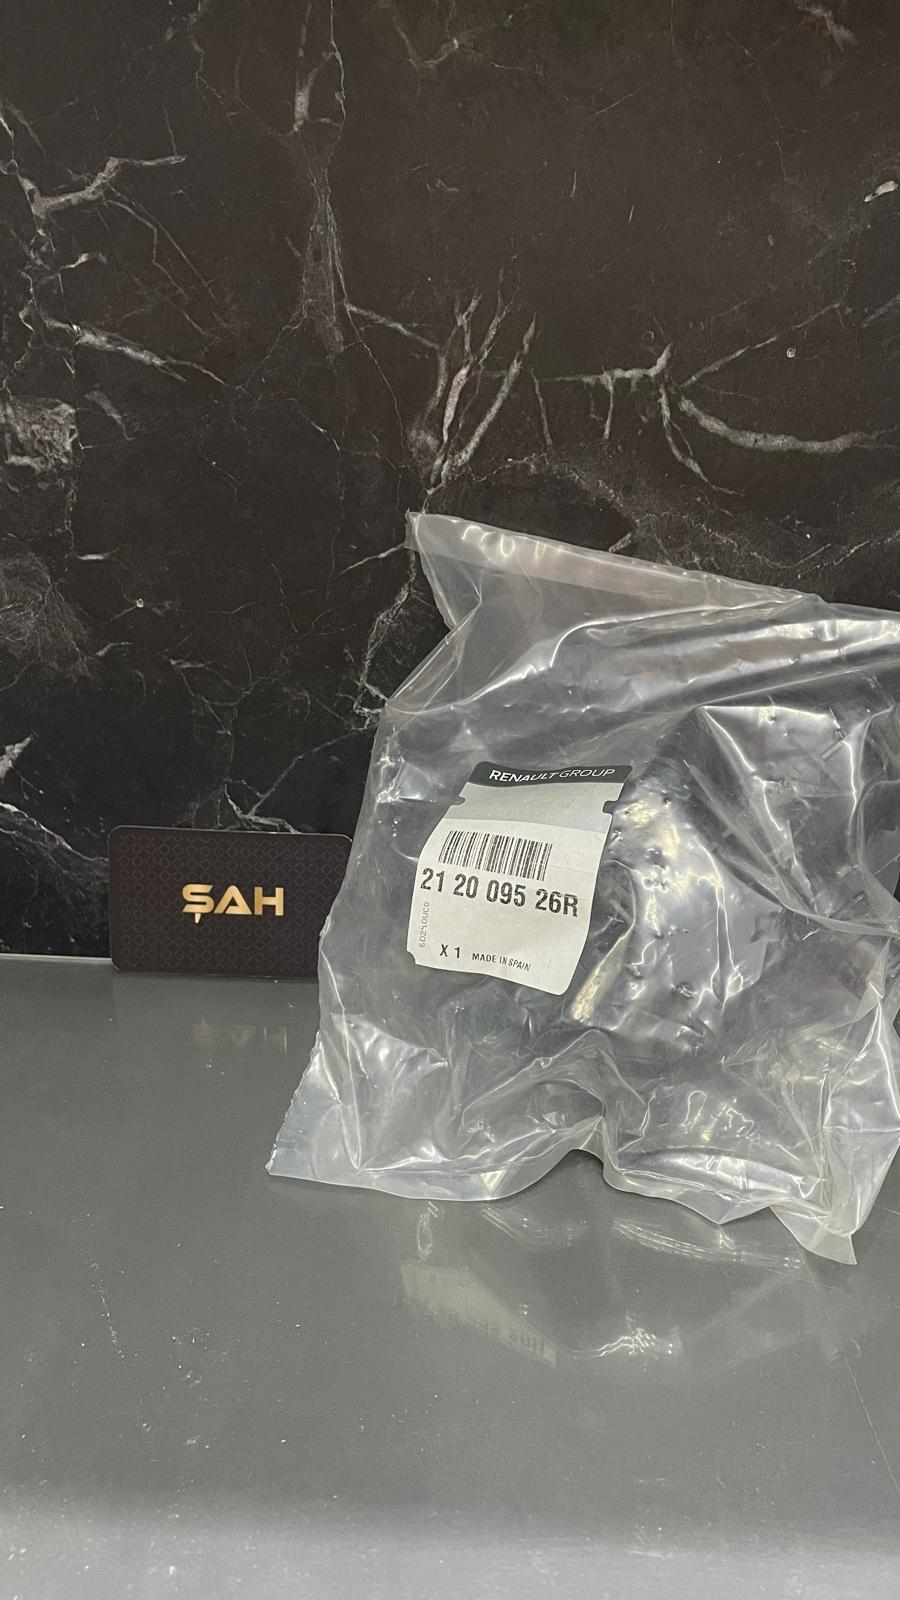 RENAULT GROUP
21 20 095 26R
X 1 MADE IN SPAIN
ŞAH